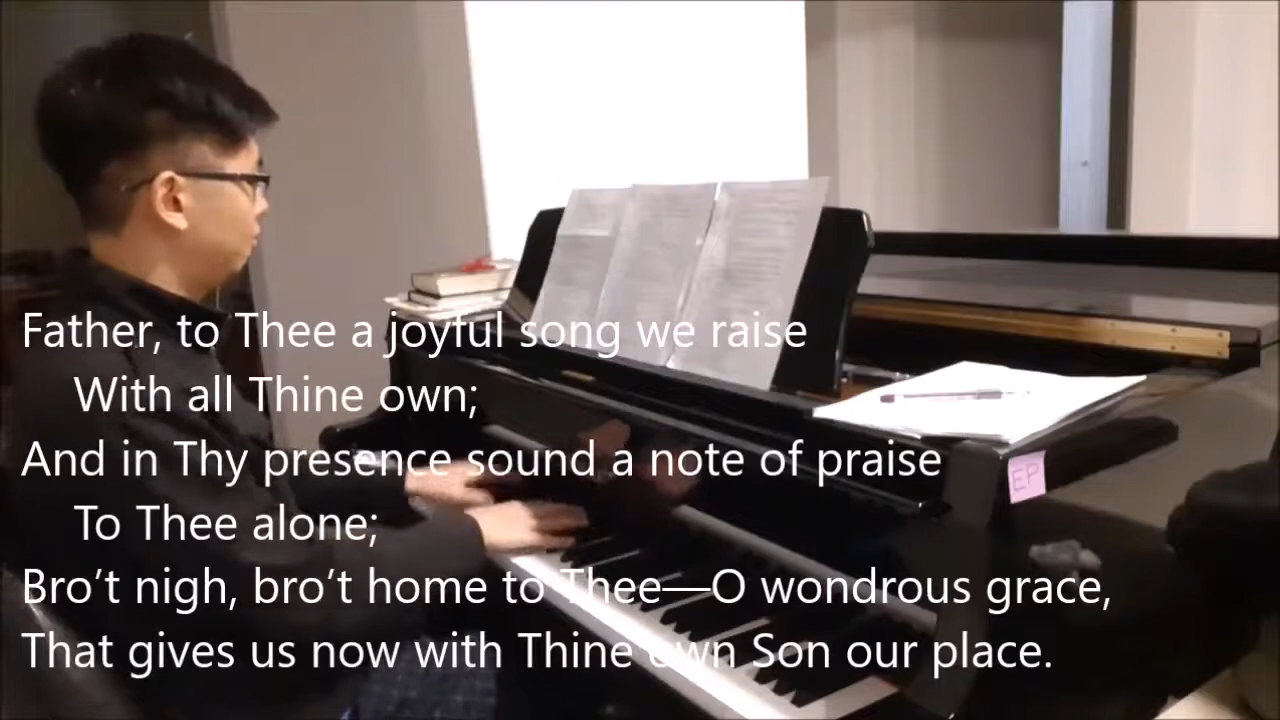 Father, to Thee a joyful song we raise
With all Thine own;
And in Thy presence sound a note of praise
To Thee alone;
Bro’t nigh, bro’t home to Thee—O wondrous grace,
That gives us now with Thine own Son our place.
EP